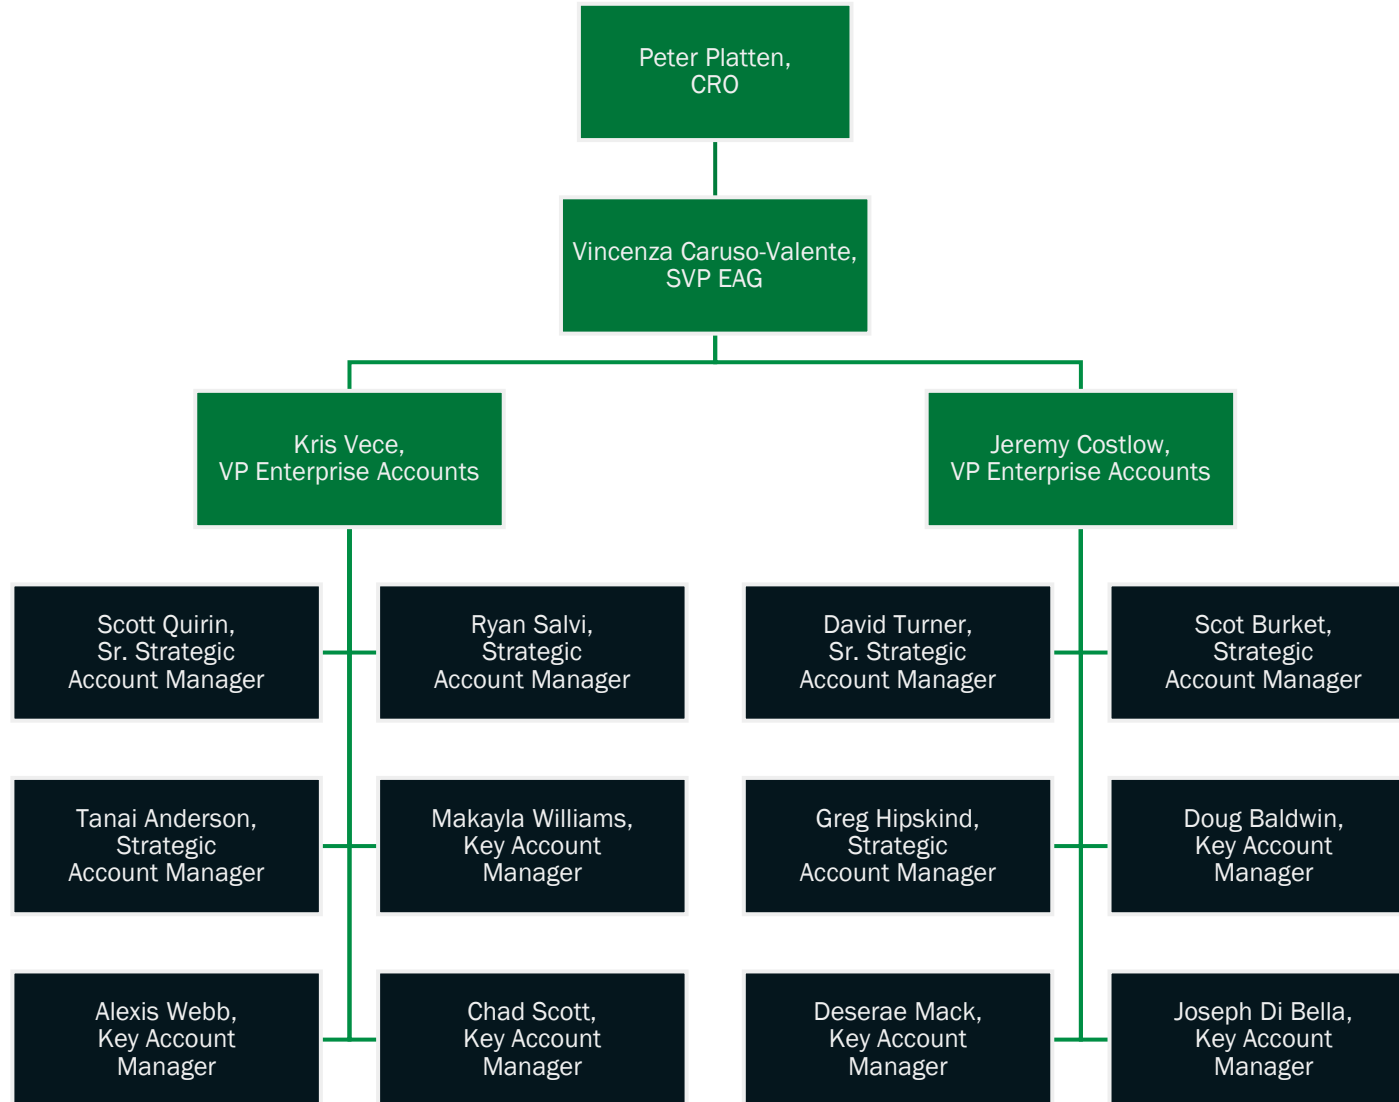 Peter Platten,
CRO
Vincenza Caruso-Valente,
SVP EAG
Kris Vece,
VP Enterprise Accounts
Jeremy Costlow,
VP Enterprise Accounts
Scott Quirin,
Sr. Strategic
Account Manager
Ryan Salvi,
Strategic
Account Manager
David Turner,
Sr. Strategic
Account Manager
Scot Burket,
Strategic
Account Manager
Tanai Anderson,
Strategic
Account Manager
Makayla Williams,
Key Account
Manager
Greg Hipskind,
Strategic
Account Manager
Doug Baldwin,
Key Account
Manager
Alexis Webb,
Key Account
Manager
Chad Scott,
Key Account
Manager
Deserae Mack,
Key Account
Manager
Joseph Di Bella,
Key Account
Manager